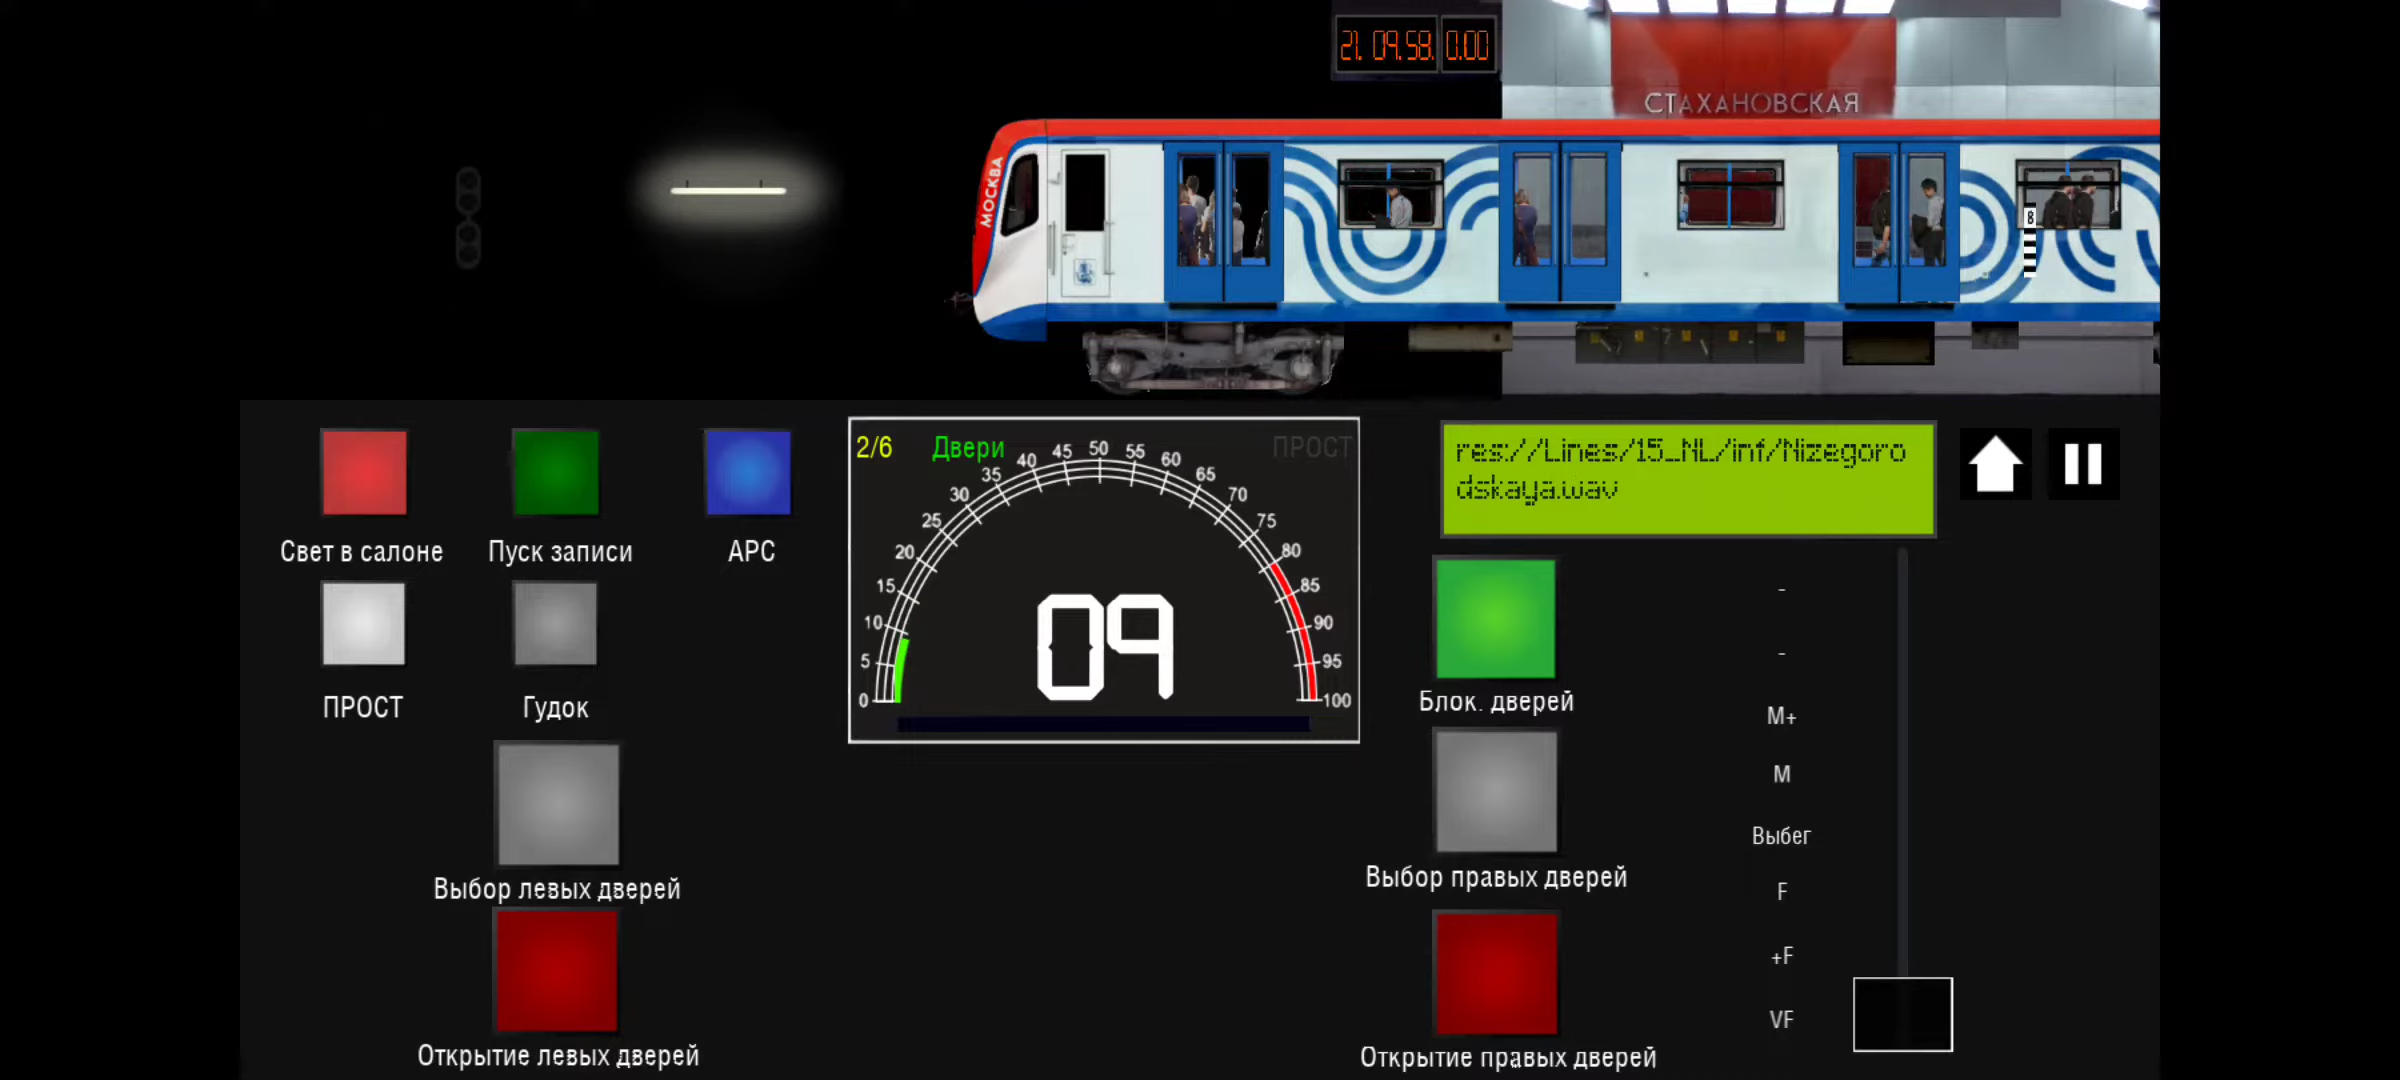 21. 09.58. 0.00
СТАХАНОВСКАЯ
МОСКВА
8
2/6 Двери ПРОСТ
0 5 10 15 20 25 30 35 40 45 50 55 60 65 70 75 80 85 90 95 100
09
res://Lines/15_NL/inf/Nizegoro
dskaya.wav
Свет в салоне
Пуск записи
АРС
ПРОСТ
Гудок
Выбор левых дверей
Открытие левых дверей
Блок. дверей
Выбор правых дверей
Открытие правых дверей
-
-
М+
М
Выбег
F
+F
VF